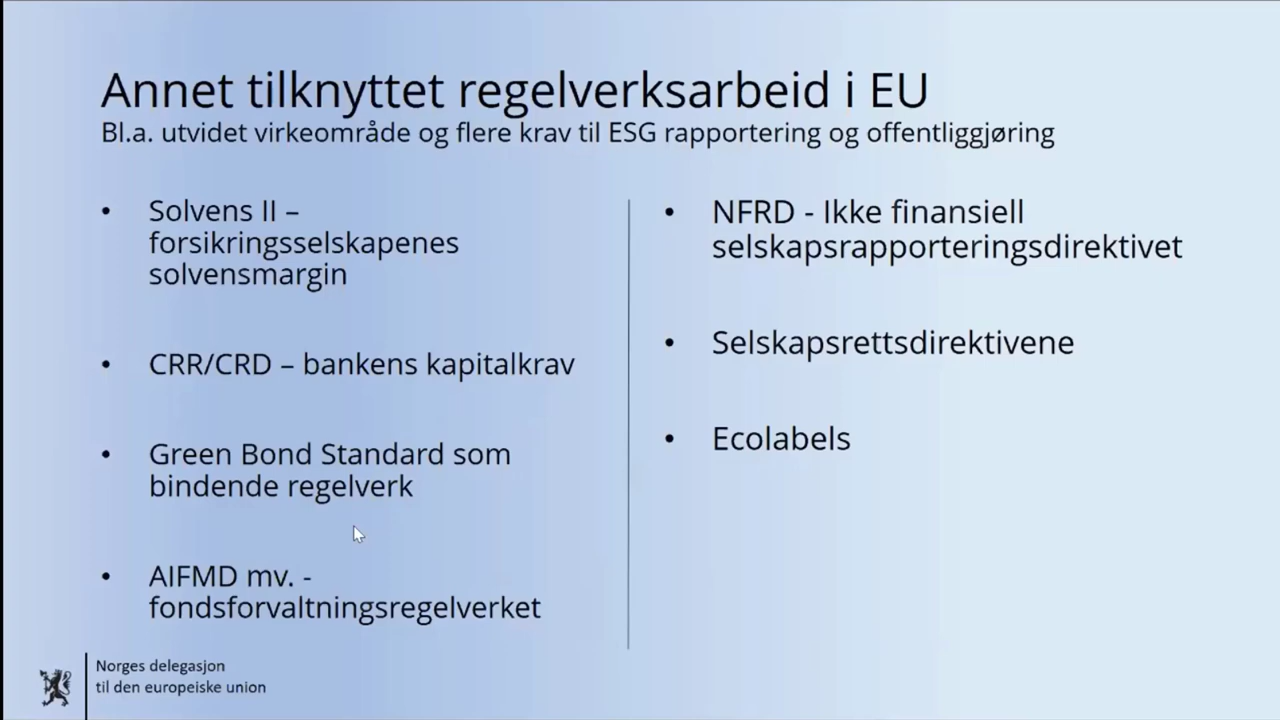 Annet tilknyttet regelverksarbeid i EU
Bl.a. utvidet virkeområde og flere krav til ESG rapportering og offentliggjøring
• Solvens II –
forsikringsselskapenes
solvensmargin
• CRR/CRD – bankens kapitalkrav
• Green Bond Standard som
bindende regelverk
• AIFMD mv. -
fondsforvaltningsregelverket
• NFRD - Ikke finansiell
selskapsrapporteringsdirektivet
• Selskapsrettsdirektivene
• Ecolabels
Norges delegasjon
til den europeiske union